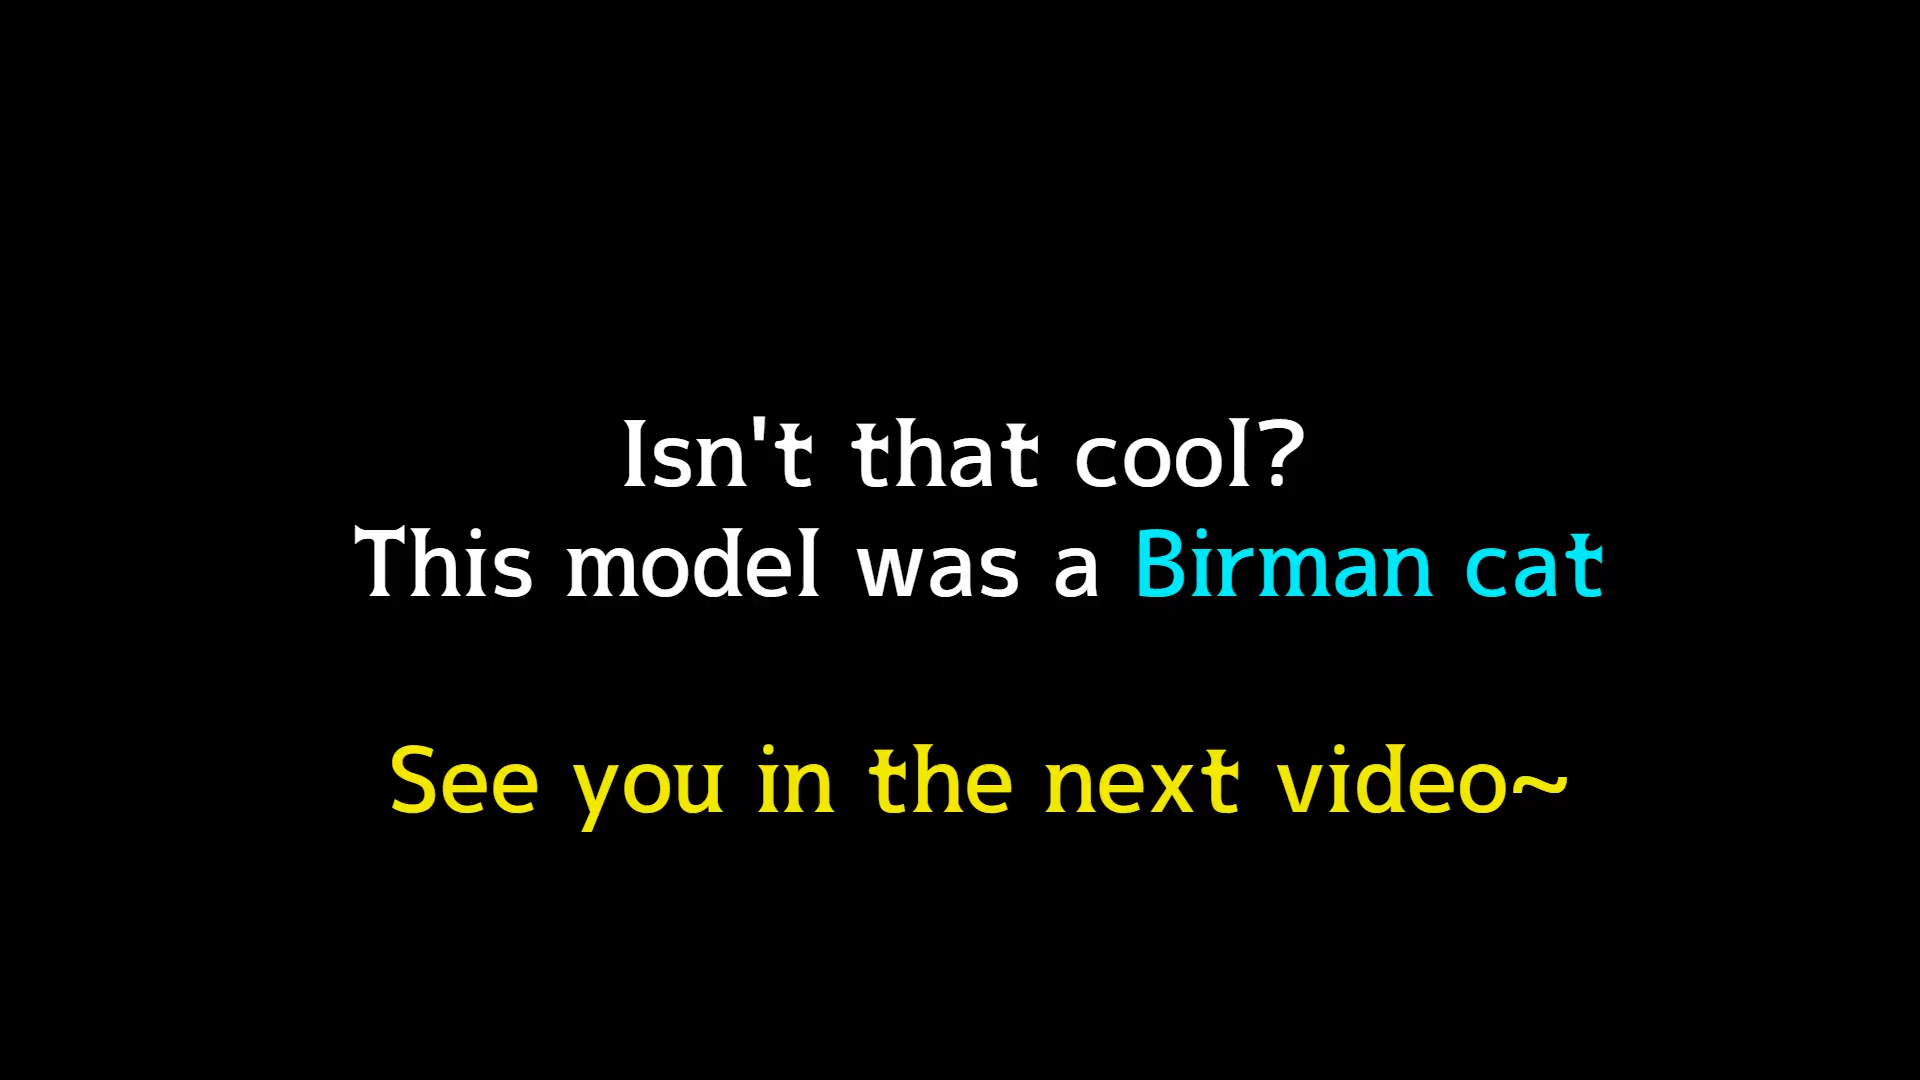 Isn't that cool?
This model was a Birman cat
See you in the next video~